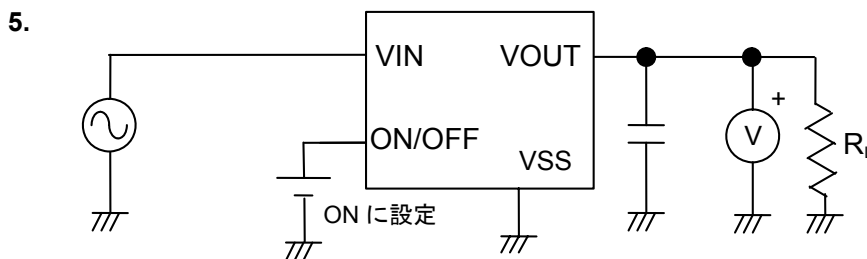 5.
VIN VOUT
ON/OFF
VSS
ON に設定
+
V
R